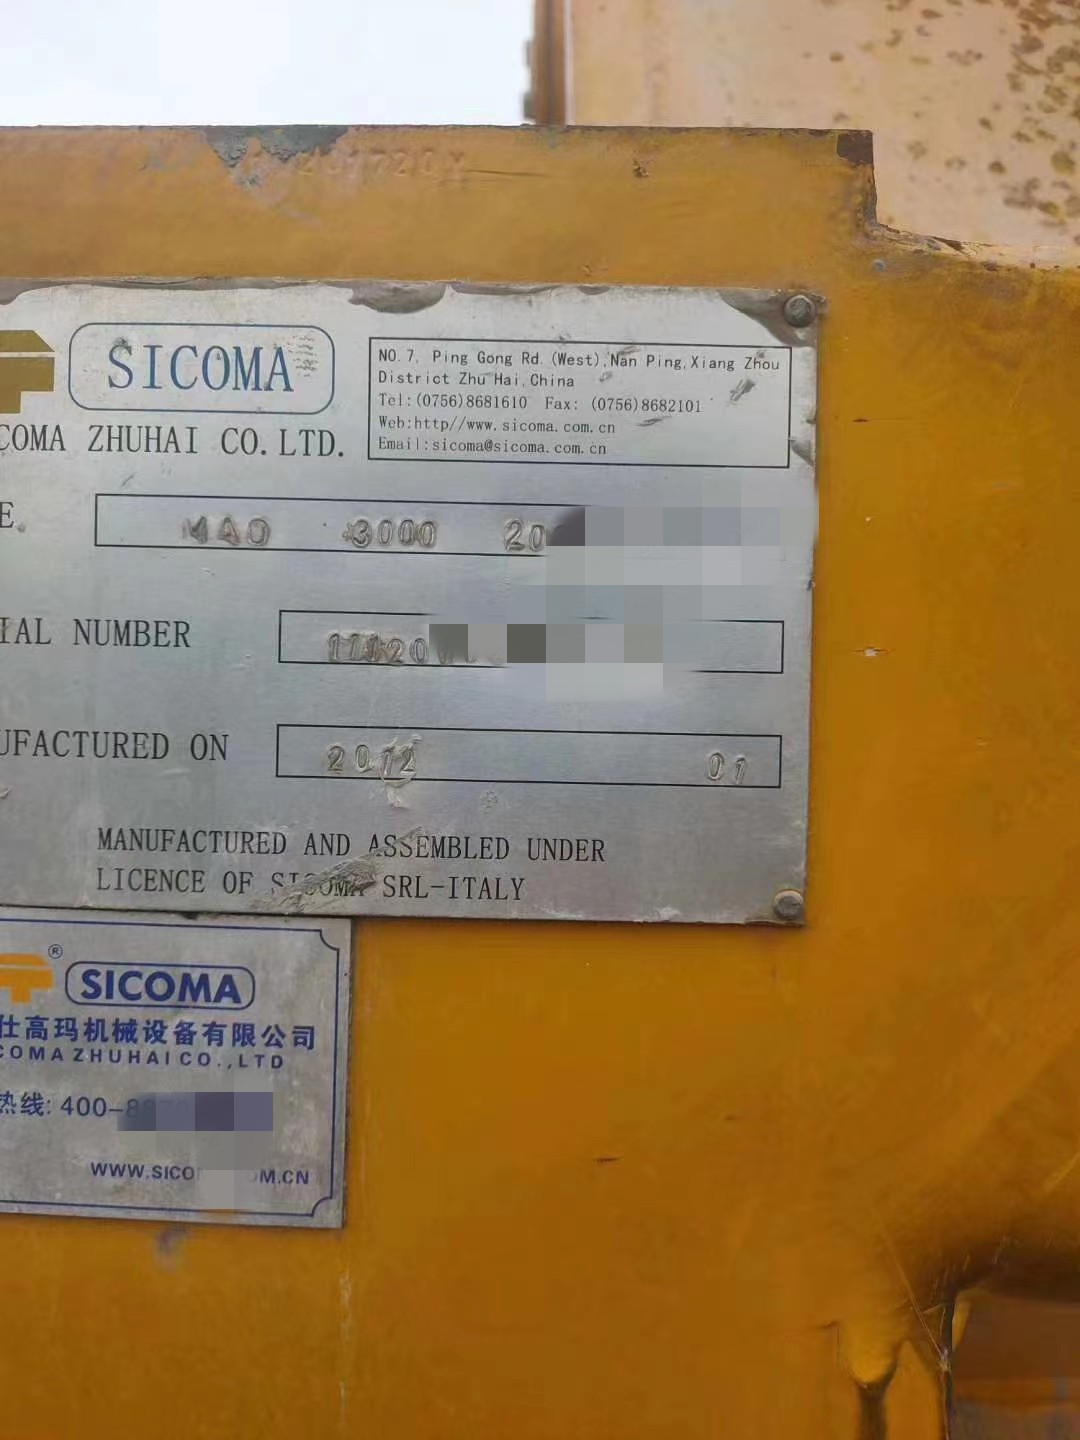 SICOMA
COMA ZHUHAI CO.LTD.
NO.7, Ping Gong Rd.(West),Nan Ping,Xiang Zhou
District Zhu Hai,China
Tel:(0756)8681610 Fax: (0756)8682101
Web:http//www.sicoma.com.cn
Email:sicoma@sicoma.com.cn
E. MAO 3000 20
IAL NUMBER
UFACTURED ON 2012 01
MANUFACTURED AND ASSEMBLED UNDER
LICENCE OF SICOMA SRL-ITALY
® SICOMA
仕高玛机械设备有限公司
COMA ZHUHAI CO.,LTD
热线: 400-8
WWW.SICO M.CN